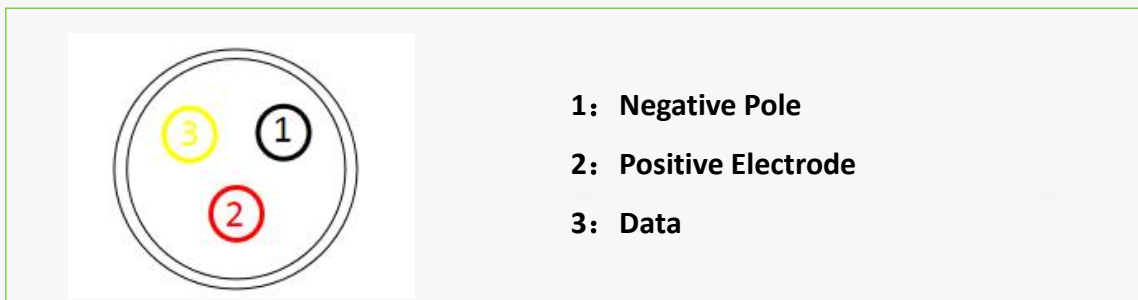 3 1
2
1： Negative Pole
2： Positive Electrode
3： Data